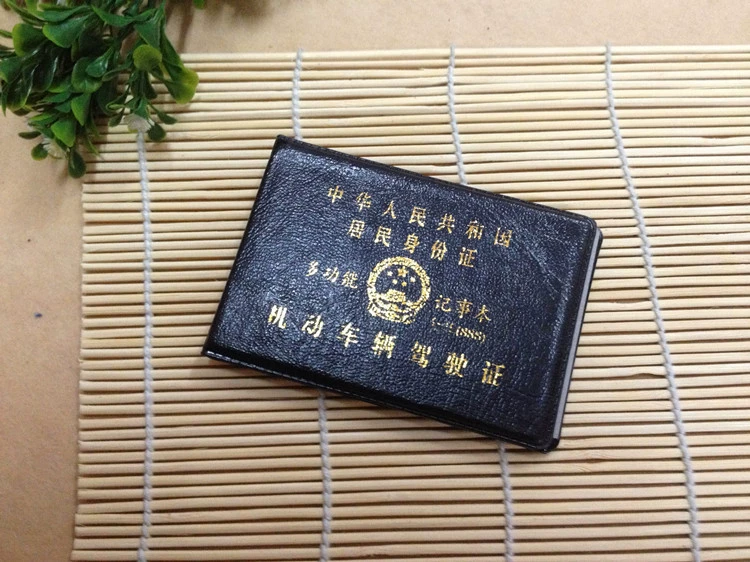 中华人民共和国
居民身份证
多功能 记事本
(888)
机动车辆驾驶证